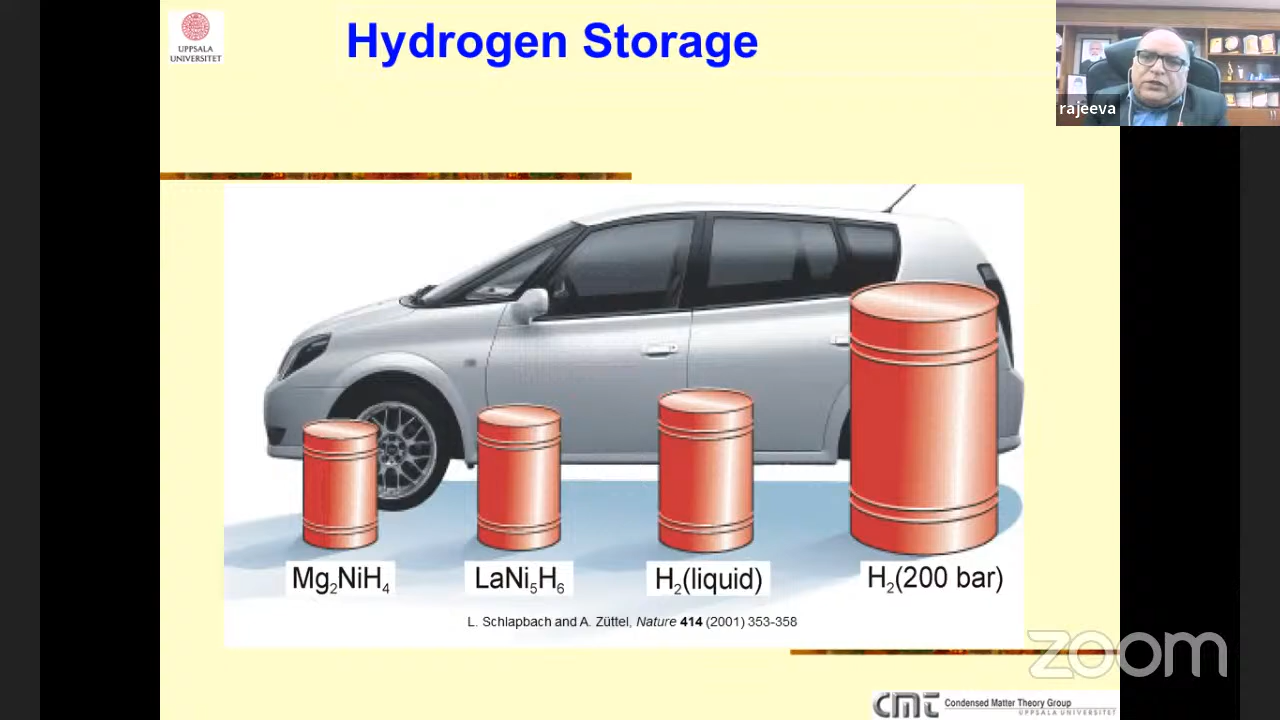 Hydrogen Storage
UPPSALA
UNIVERSITET
rajeeva
Mg₂NiH₄
LaNi₅H₆
H₂(liquid)
H₂(200 bar)
L. Schlapbach and A. Züttel, Nature 414 (2001) 353-358
zoom
CMT Condensed Matter Theory Group
UPPSALA UNIVERSITET